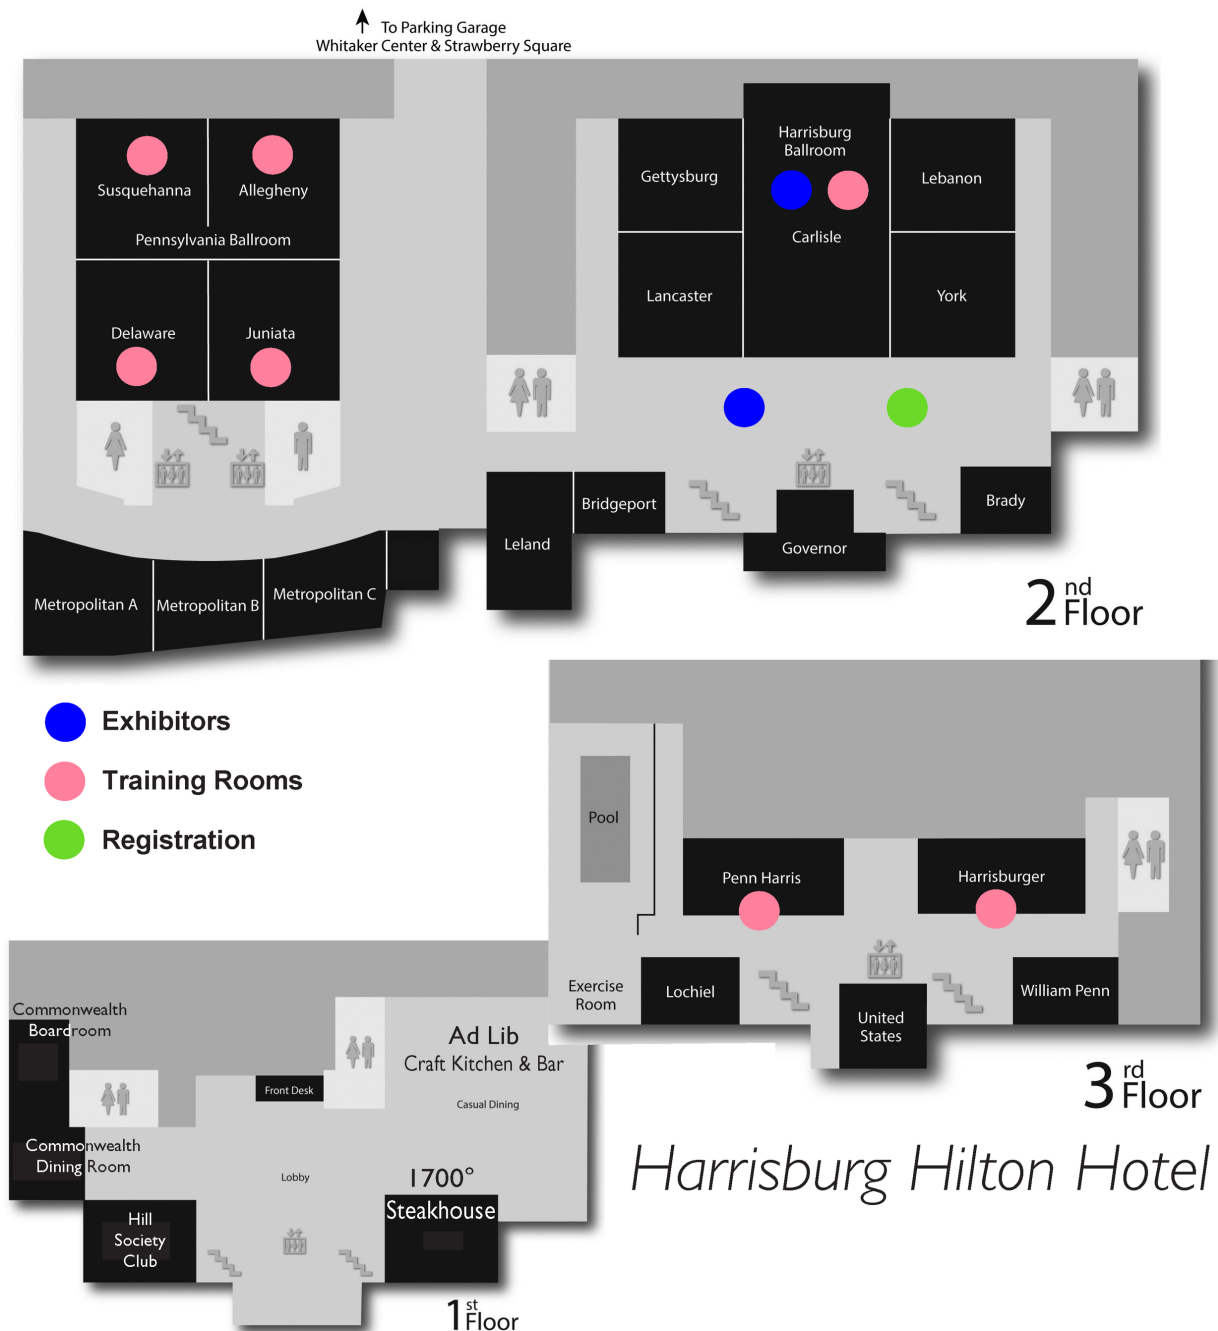 To Parking Garage
Whitaker Center & Strawberry Square
Susquehanna
Allegheny
Pennsylvania Ballroom
Delaware
Juniata
Harrisburg
Ballroom
Gettysburg
Lebanon
Carlisle
Lancaster
York
Bridgeport
Leland
Governor
Brady
Metropolitan A
Metropolitan B
Metropolitan C
2nd
Floor
Exhibitors
Training Rooms
Registration
Pool
Penn Harris
Harrisburger
Exercise
Room
Lochiel
United
States
William Penn
3rd
Floor
Commonwealth
Boardroom
Ad Lib
Craft Kitchen & Bar
Casual Dining
Front Desk
Commonwealth
Dining Room
Lobby
1700°
Steakhouse
Hill
Society
Club
1st
Floor
Harrisburg Hilton Hotel